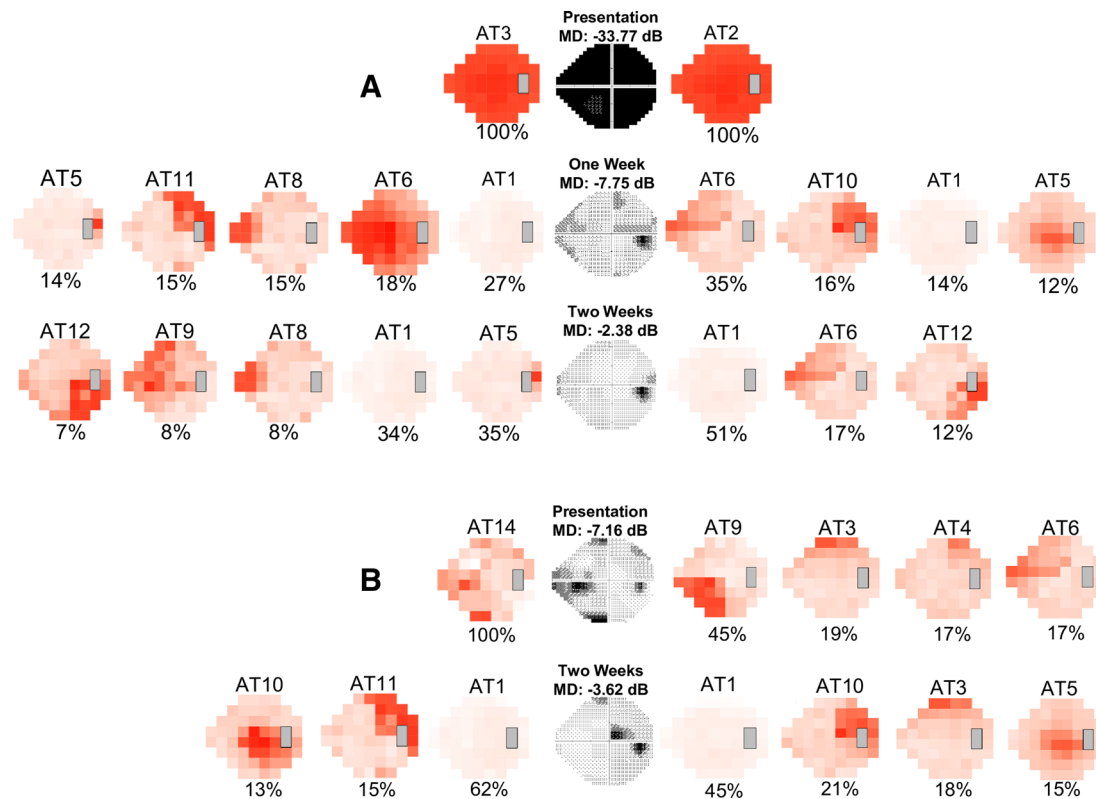 Presentation
AT3 MD: -33.77 dB AT2
A
100% 100%
One Week
AT5 AT11 AT8 AT6 AT1 MD: -7.75 dB AT6 AT10 AT1 AT5
14% 15% 15% 18% 27% 35% 16% 14% 12%
Two Weeks
AT12 AT9 AT8 AT1 AT5 MD: -2.38 dB AT1 AT6 AT12
7% 8% 8% 34% 35% 51% 17% 12%
Presentation
AT14 MD: -7.16 dB AT9 AT3 AT4 AT6
B
100% 45% 19% 17% 17%
Two Weeks
AT10 AT11 AT1 MD: -3.62 dB AT1 AT10 AT3 AT5
13% 15% 62% 45% 21% 18% 15%